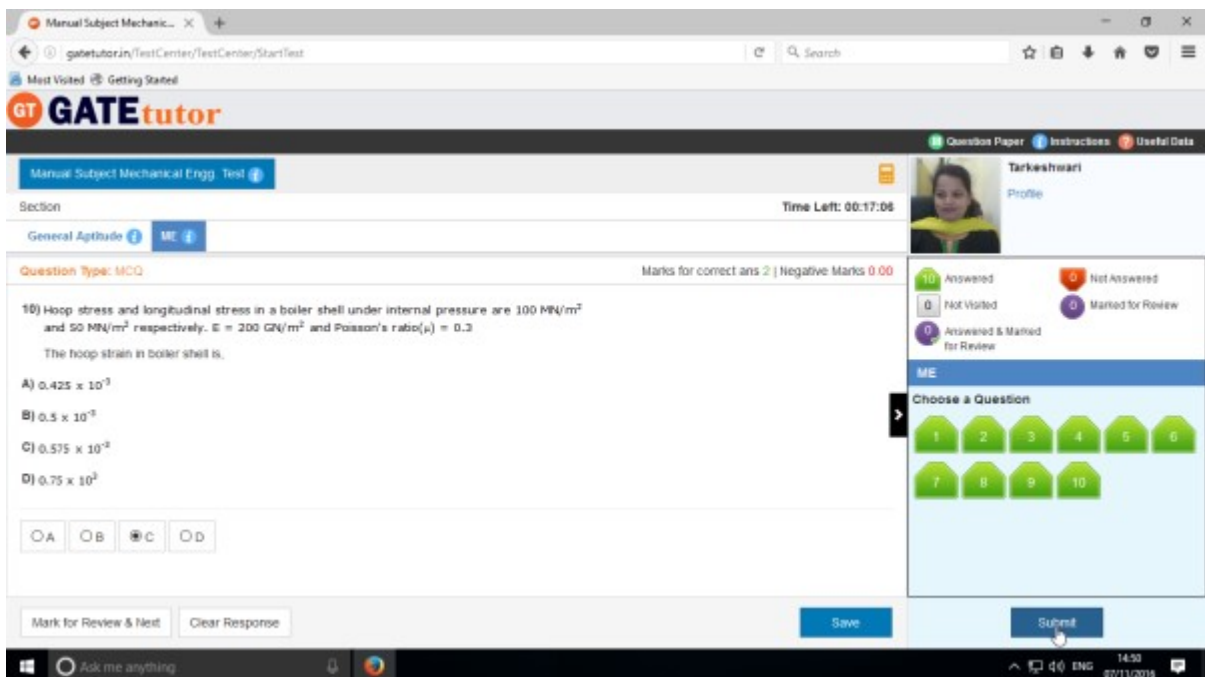 Manual Subject Mechanic...
gatetutor.in/TestCenter/TestCenter/StartTest
Search
Most Visited Getting Started
GT GATEtutor
Question Paper Instructions Useful Data
Manual Subject Mechanical Engg. Test
Tarkeshwari
Profile
Section
Time Left: 00:17:06
General Aptitude ME
Question Type: MCQ
Marks for correct ans 2 | Negative Marks 0.00
10 Answered
0 Not Answered
0 Not Visited
0 Marked for Review
0 Answered & Marked
for Review
10) Hoop stress and longitudinal stress in a boiler shell under internal pressure are 100 MN/m²
and 50 MN/m² respectively. E = 200 GN/m² and Poisson's ratio(μ) = 0.3
The hoop strain in boiler shell is,
A) 0.425 x 10⁻³
B) 0.5 x 10⁻³
C) 0.575 x 10⁻³
D) 0.75 x 10³
A B C D
ME
Choose a Question
1 2 3 4 5 6
7 8 9 10
Mark for Review & Next Clear Response
Save
Submit
Ask me anything
ENG
14:50
07/11/2016